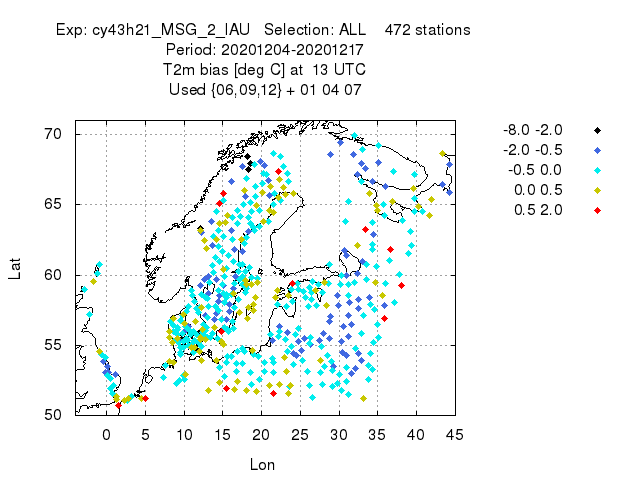 Exp: cy43h21_MSG_2_IAU   Selection: ALL    472 stations
Period: 20201204-20201217
T2m bias [deg C] at  13 UTC
Used {06,09,12} + 01 04 07
70
65
60
55
50
Lat
0 5 10 15 20 25 30 35 40 45
Lon
-8.0 -2.0
-2.0 -0.5
-0.5 0.0
0.0 0.5
0.5 2.0